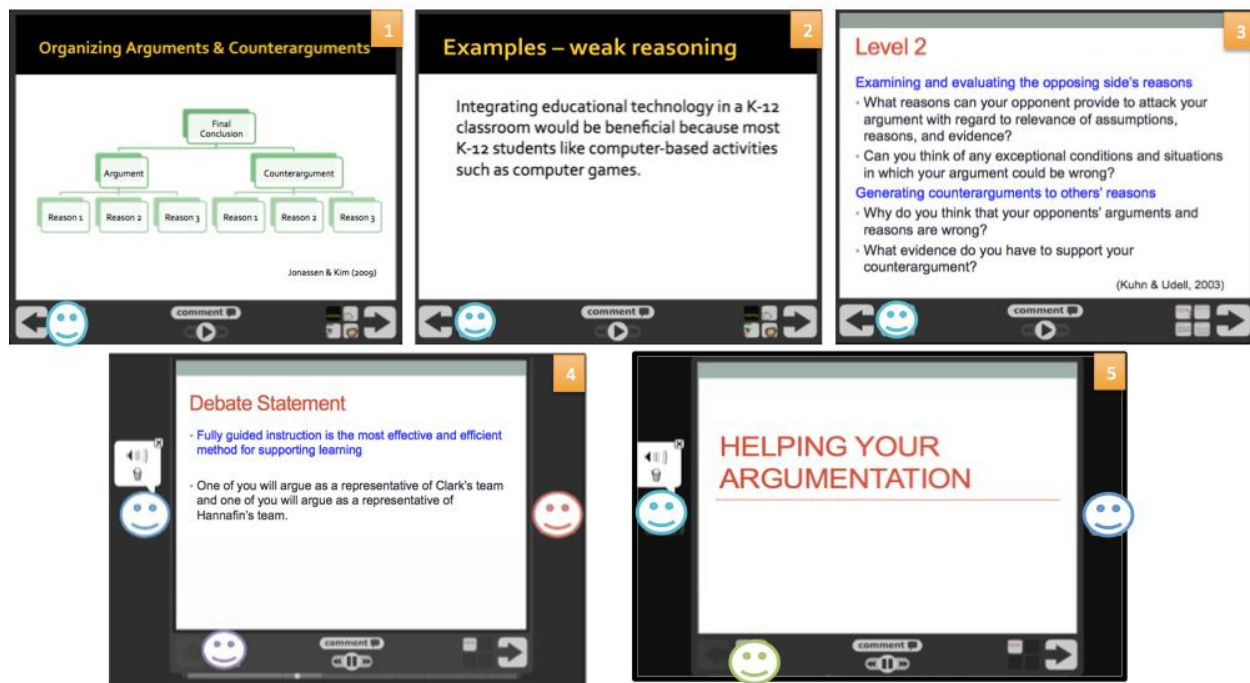 1
Organizing Arguments & Counterarguments
Final
Conclusion
Argument
Counterargument
Reason 1
Reason 2
Reason 3
Reason 1
Reason 2
Reason 3
Jonassen & Kim (2009)
comment
2
Examples – weak reasoning
Integrating educational technology in a K-12
classroom would be beneficial because most
K-12 students like computer-based activities
such as computer games.
comment
3
Level 2
Examining and evaluating the opposing side's reasons
• What reasons can your opponent provide to attack your
argument with regard to relevance of assumptions,
reasons, and evidence?
• Can you think of any exceptional conditions and situations
in which your argument could be wrong?
Generating counterarguments to others' reasons
• Why do you think that your opponents' arguments and
reasons are wrong?
• What evidence do you have to support your
counterargument?
(Kuhn & Udell, 2003)
comment
4
Debate Statement
• Fully guided instruction is the most effective and efficient
method for supporting learning
• One of you will argue as a representative of Clark's team
and one of you will argue as a representative of
Hannafin's team.
comment
5
HELPING YOUR
ARGUMENTATION
comment